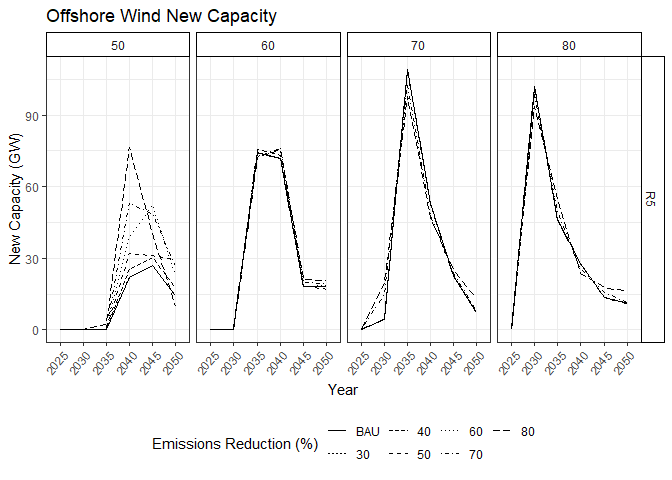 Offshore Wind New Capacity
50 60 70 80
R5
New Capacity (GW)
90
60
30
0
2025 2030 2035 2040 2045 2050 2025 2030 2035 2040 2045 2050 2025 2030 2035 2040 2045 2050 2025 2030 2035 2040 2045 2050
Year
Emissions Reduction (%)
BAU 40 60 80
30 50 70